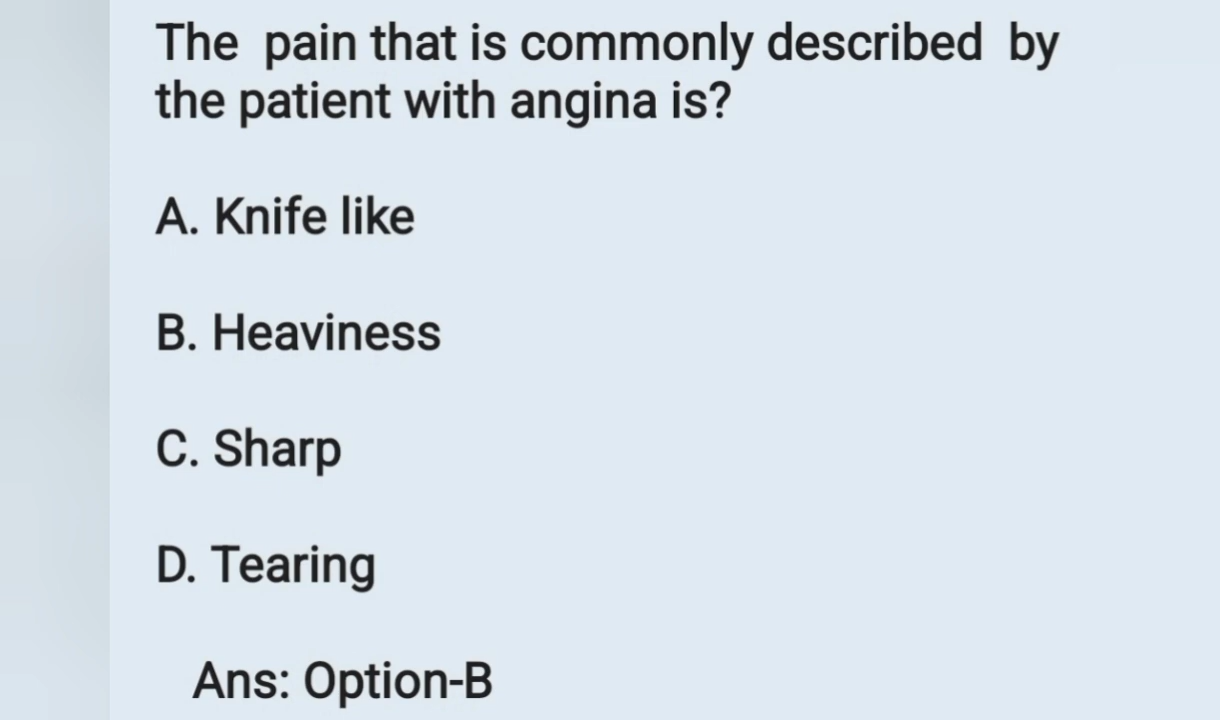 The pain that is commonly described by
the patient with angina is?
A. Knife like
B. Heaviness
C. Sharp
D. Tearing
Ans: Option-B